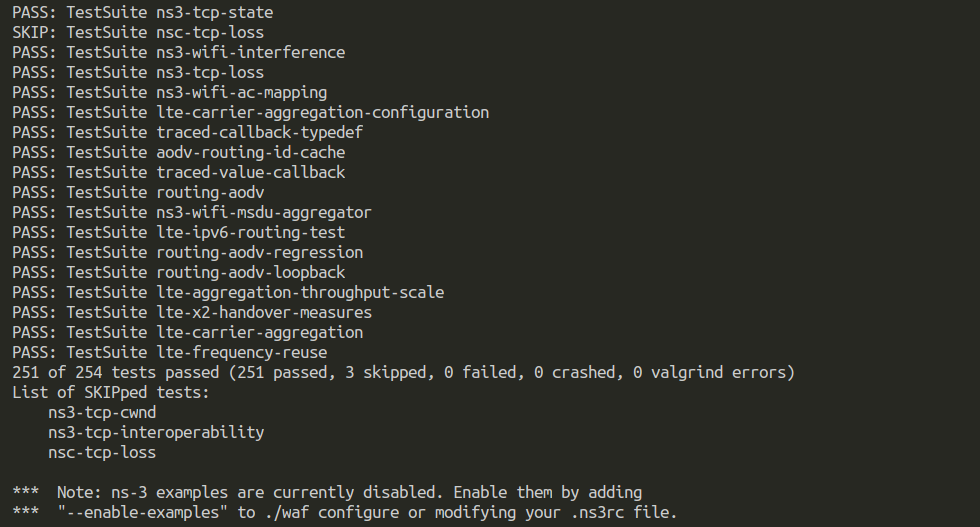 PASS: TestSuite ns3-tcp-state
SKIP: TestSuite nsc-tcp-loss
PASS: TestSuite ns3-wifi-interference
PASS: TestSuite ns3-tcp-loss
PASS: TestSuite ns3-wifi-ac-mapping
PASS: TestSuite lte-carrier-aggregation-configuration
PASS: TestSuite traced-callback-typedef
PASS: TestSuite aodv-routing-id-cache
PASS: TestSuite traced-value-callback
PASS: TestSuite routing-aodv
PASS: TestSuite ns3-wifi-msdu-aggregator
PASS: TestSuite lte-ipv6-routing-test
PASS: TestSuite routing-aodv-regression
PASS: TestSuite routing-aodv-loopback
PASS: TestSuite lte-aggregation-throughput-scale
PASS: TestSuite lte-x2-handover-measures
PASS: TestSuite lte-carrier-aggregation
PASS: TestSuite lte-frequency-reuse
251 of 254 tests passed (251 passed, 3 skipped, 0 failed, 0 crashed, 0 valgrind errors)
List of SKIPped tests:
    ns3-tcp-cwnd
    ns3-tcp-interoperability
    nsc-tcp-loss

***  Note: ns-3 examples are currently disabled. Enable them by adding
***  "--enable-examples" to ./waf configure or modifying your .ns3rc file.